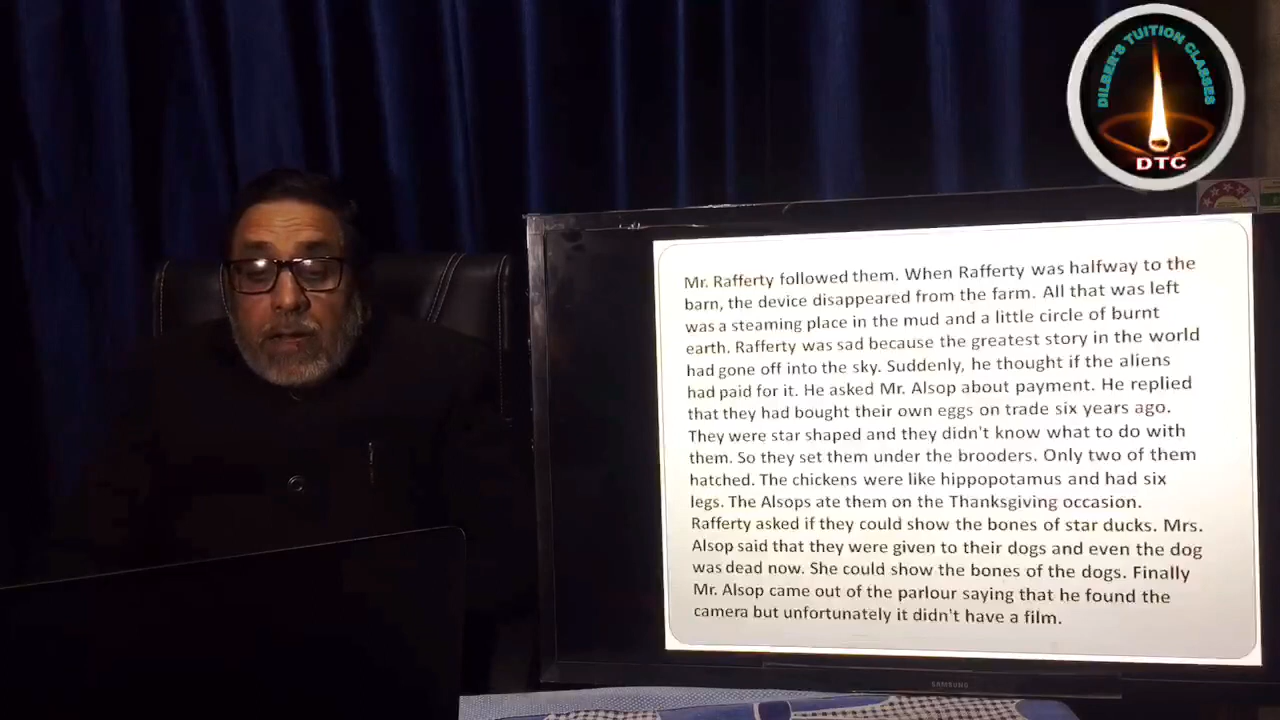 DILBER'S TUITION CLASSES
DTC
Mr. Rafferty followed them. When Rafferty was halfway to the
barn, the device disappeared from the farm. All that was left
was a steaming place in the mud and a little circle of burnt
earth. Rafferty was sad because the greatest story in the world
had gone off into the sky. Suddenly, he thought if the aliens
had paid for it. He asked Mr. Alsop about payment. He replied
that they had bought their own eggs on trade six years ago.
They were star shaped and they didn't know what to do with
them. So they set them under the brooders. Only two of them
hatched. The chickens were like hippopotamus and had six
legs. The Alsops ate them on the Thanksgiving occasion.
Rafferty asked if they could show the bones of star ducks. Mrs.
Alsop said that they were given to their dogs and even the dog
was dead now. She could show the bones of the dogs. Finally
Mr. Alsop came out of the parlour saying that he found the
camera but unfortunately it didn't have a film.
SAMSUNG